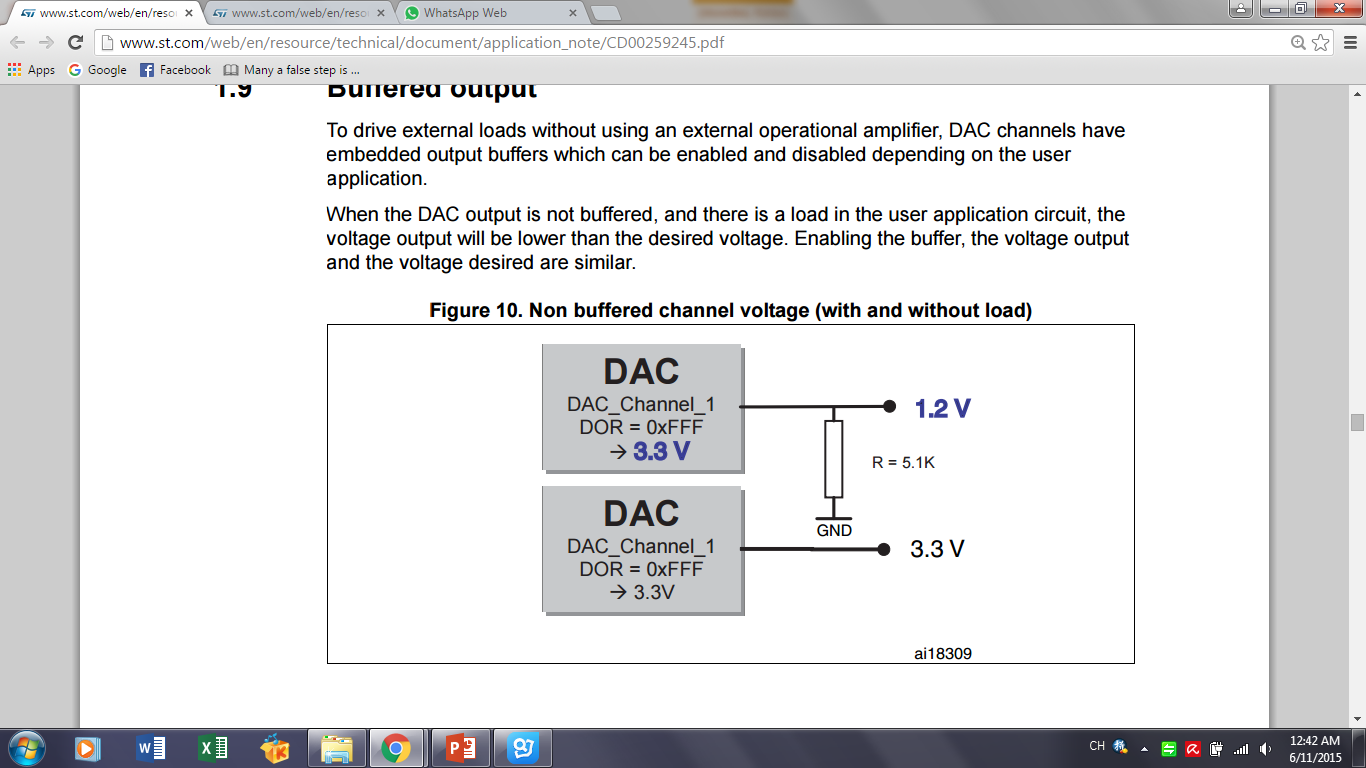 www.st.com/web/en/reso
www.st.com/web/en/reso
WhatsApp Web
www.st.com/web/en/resource/technical/document/application_note/CD00259245.pdf
Apps
Google
Facebook
Many a false step is ...
1.9 Buffered output
To drive external loads without using an external operational amplifier, DAC channels have
embedded output buffers which can be enabled and disabled depending on the user
application.
When the DAC output is not buffered, and there is a load in the user application circuit, the
voltage output will be lower than the desired voltage. Enabling the buffer, the voltage output
and the voltage desired are similar.
Figure 10. Non buffered channel voltage (with and without load)
DAC
DAC_Channel_1
DOR = 0xFFF
→ 3.3 V
1.2 V
R = 5.1K
GND
DAC
DAC_Channel_1
DOR = 0xFFF
→ 3.3V
3.3 V
ai18309
CH
12:42 AM
6/11/2015